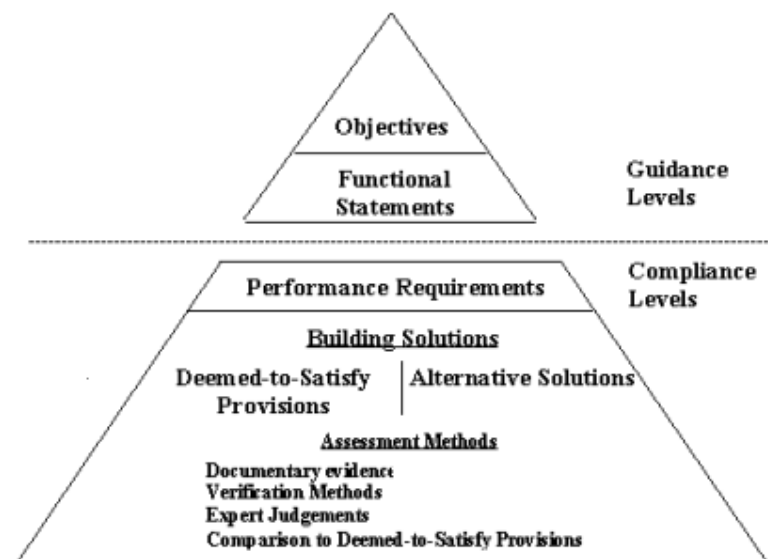 Objectives
Functional
Statements
Guidance
Levels
Compliance
Levels
Performance Requirements
Building Solutions
Deemed-to-Satisfy
Provisions
Alternative Solutions
Assessment Methods
Documentary evidence
Verification Methods
Expert Judgements
Comparison to Deemed-to-Satisfy Provisions